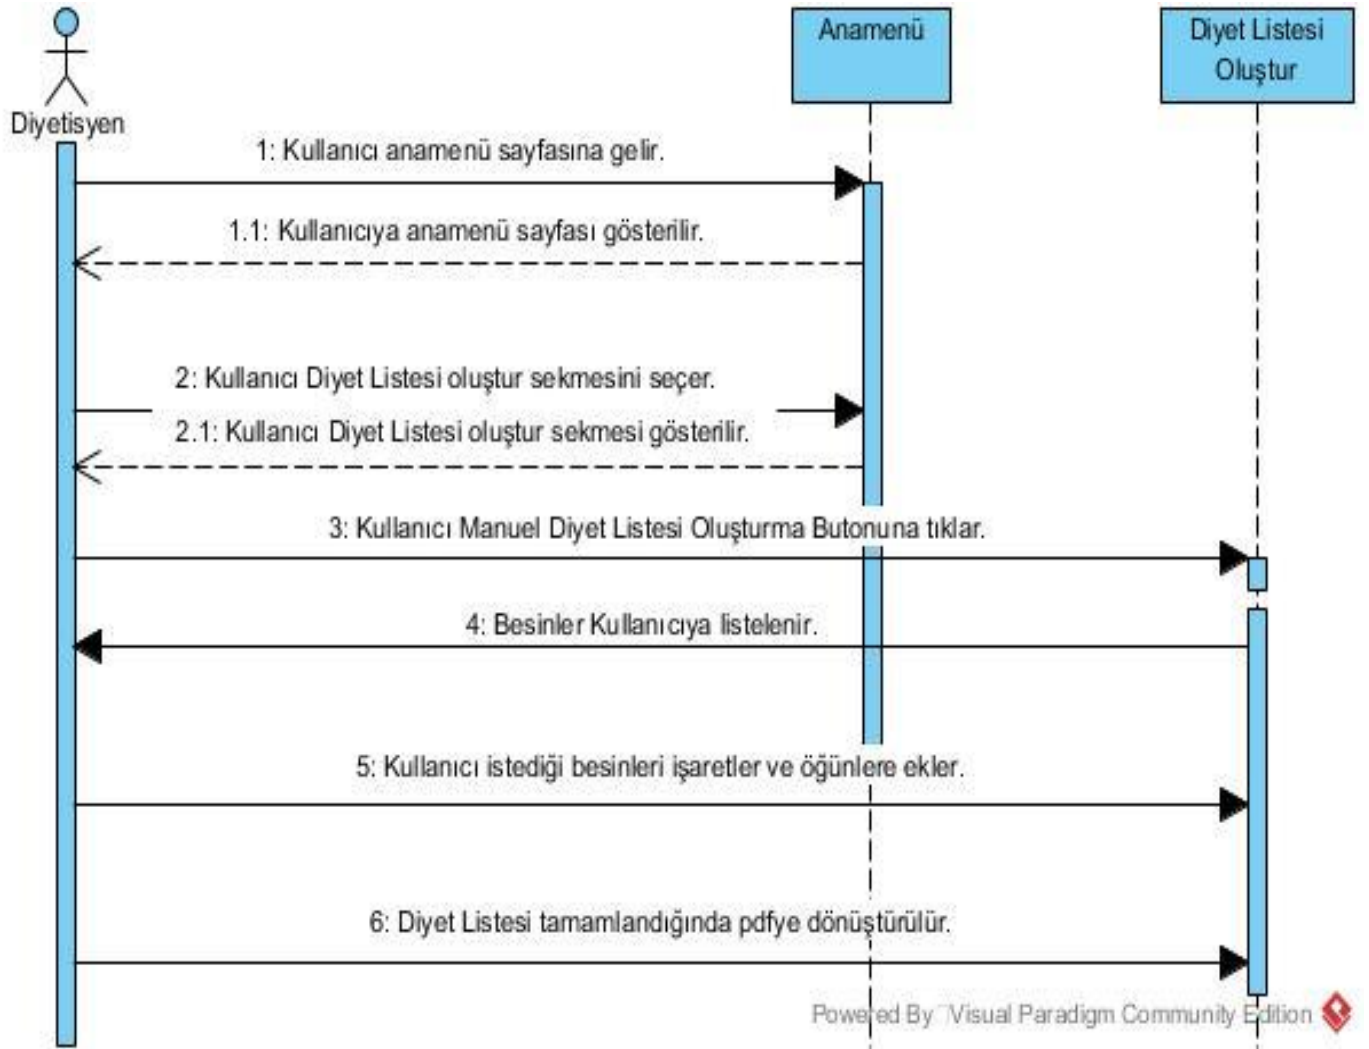 Anamenü
Diyet Listesi
Oluştur
Diyetisyen
1: Kullanıcı anamenü sayfasına gelir.
1.1: Kullanıcıya anamenü sayfası gösterilir.
2: Kullanıcı Diyet Listesi oluştur sekmesini seçer.
2.1: Kullanıcı Diyet Listesi oluştur sekmesi gösterilir.
3: Kullanıcı Manuel Diyet Listesi Oluşturma Butonuna tıklar.
4: Besinler Kullanıcıya listelenir.
5: Kullanıcı istediği besinleri işaretler ve öğünlere ekler.
6: Diyet Listesi tamamlandığında pdfye dönüştürülür.
Powered By Visual Paradigm Community Edition